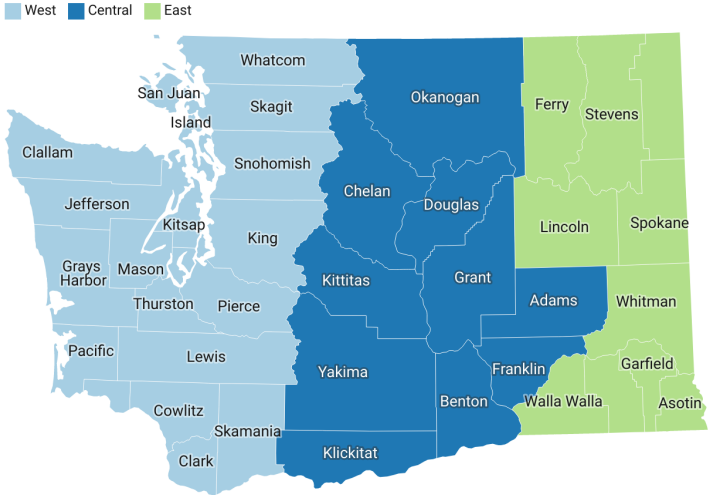 West Central East
Whatcom
San Juan
Okanogan
Skagit
Ferry
Stevens
Island
Clallam
Snohomish
Chelan
Jefferson
Douglas
Kitsap
Lincoln
Spokane
King
Grays
Harbor
Mason
Kittitas
Grant
Thurston
Pierce
Adams
Whitman
Pacific
Lewis
Yakima
Franklin
Garfield
Cowlitz
Benton
Walla Walla
Asotin
Skamania
Clark
Klickitat